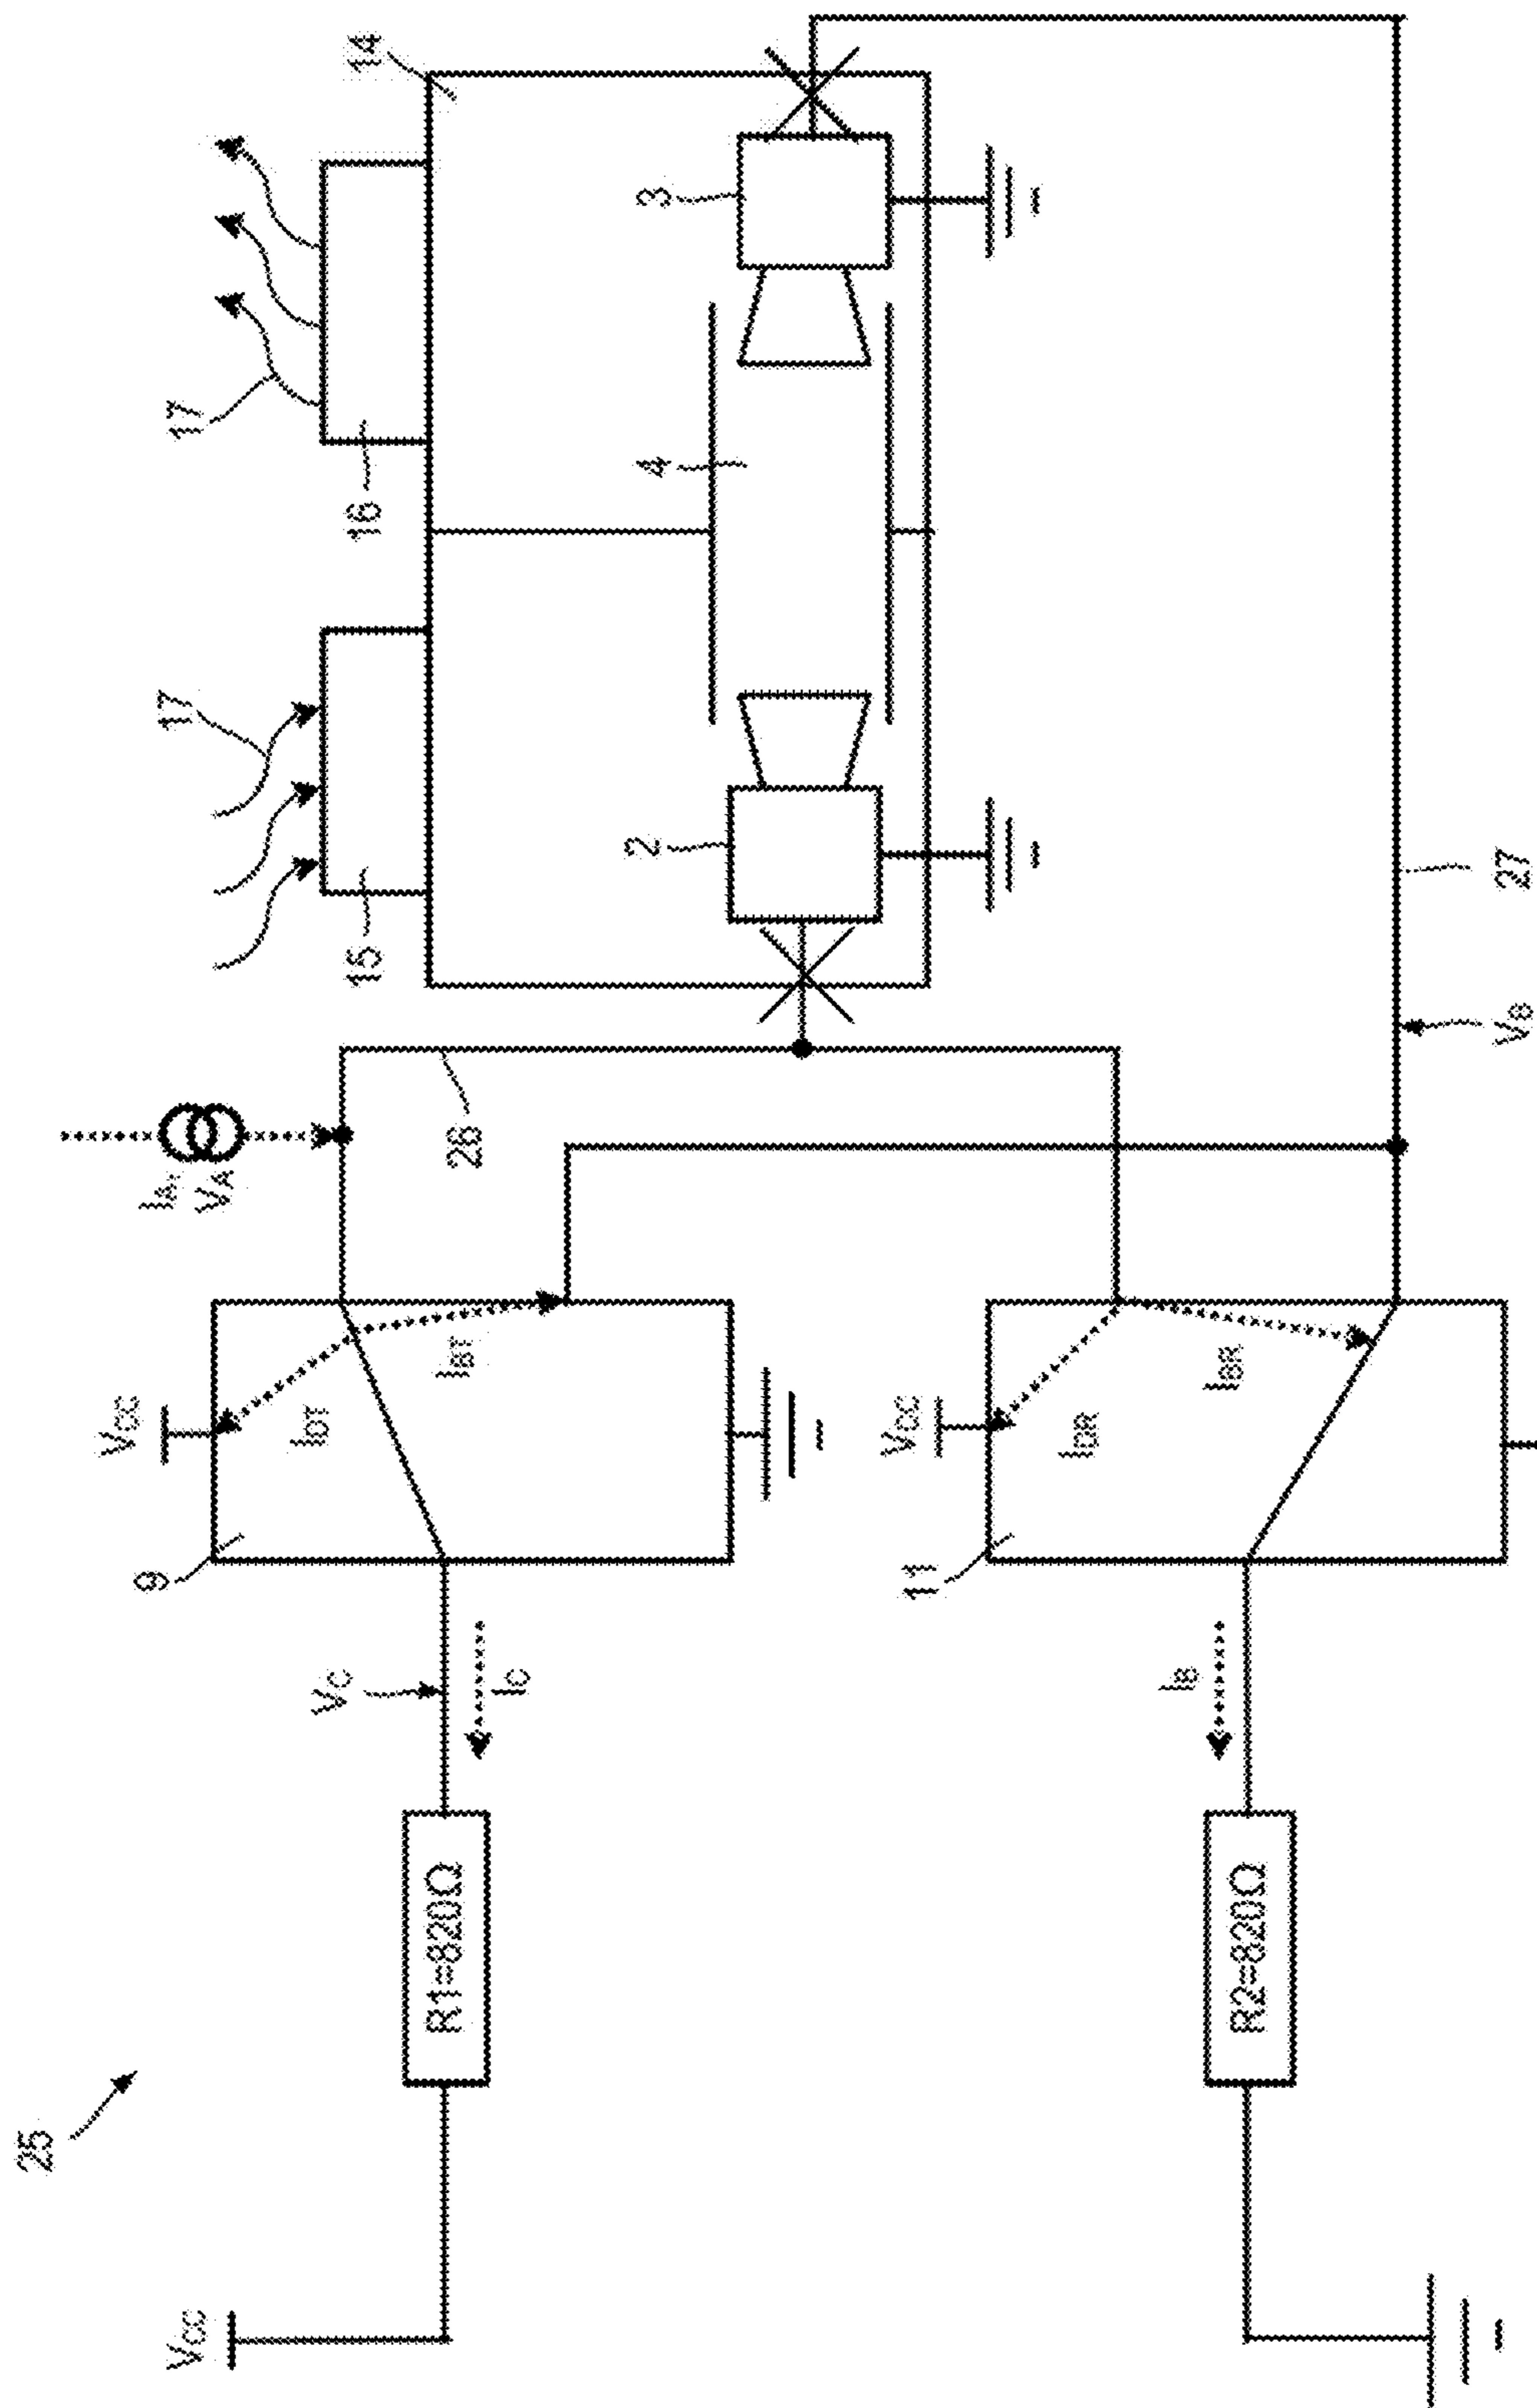 25
VCC
R1=820Ω
VC
IC
9
VCC
IDT
IBT
IA,
VA
26
15
17
16
17
14
2
4
3
R2=820Ω
IB
11
VCC
IDR
IBR
VB
27